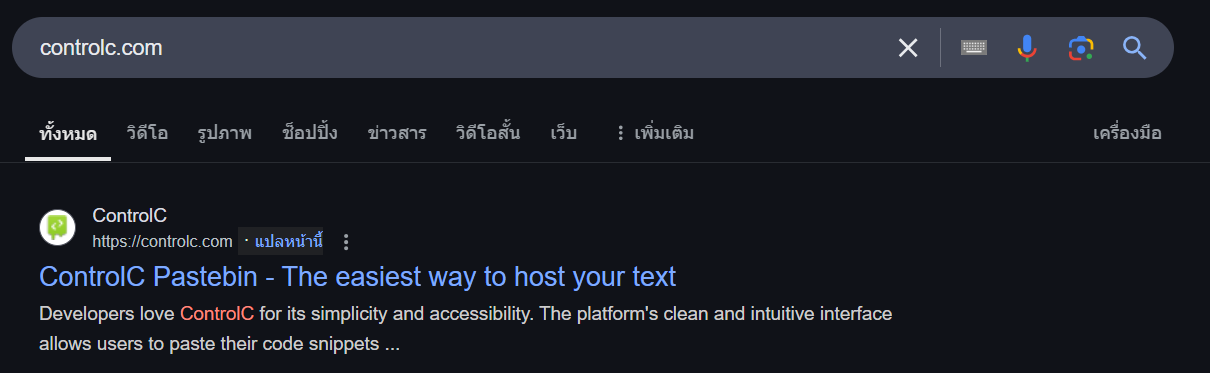 controlc.com
ทั้งหมด วิดีโอ รูปภาพ ช็อปปิ้ง ข่าวสาร วิดีโอสั้น เว็บ เพิ่มเติม เครื่องมือ
ControlC
https://controlc.com · แปลหน้านี้
ControlC Pastebin - The easiest way to host your text
Developers love ControlC for its simplicity and accessibility. The platform's clean and intuitive interface
allows users to paste their code snippets ...